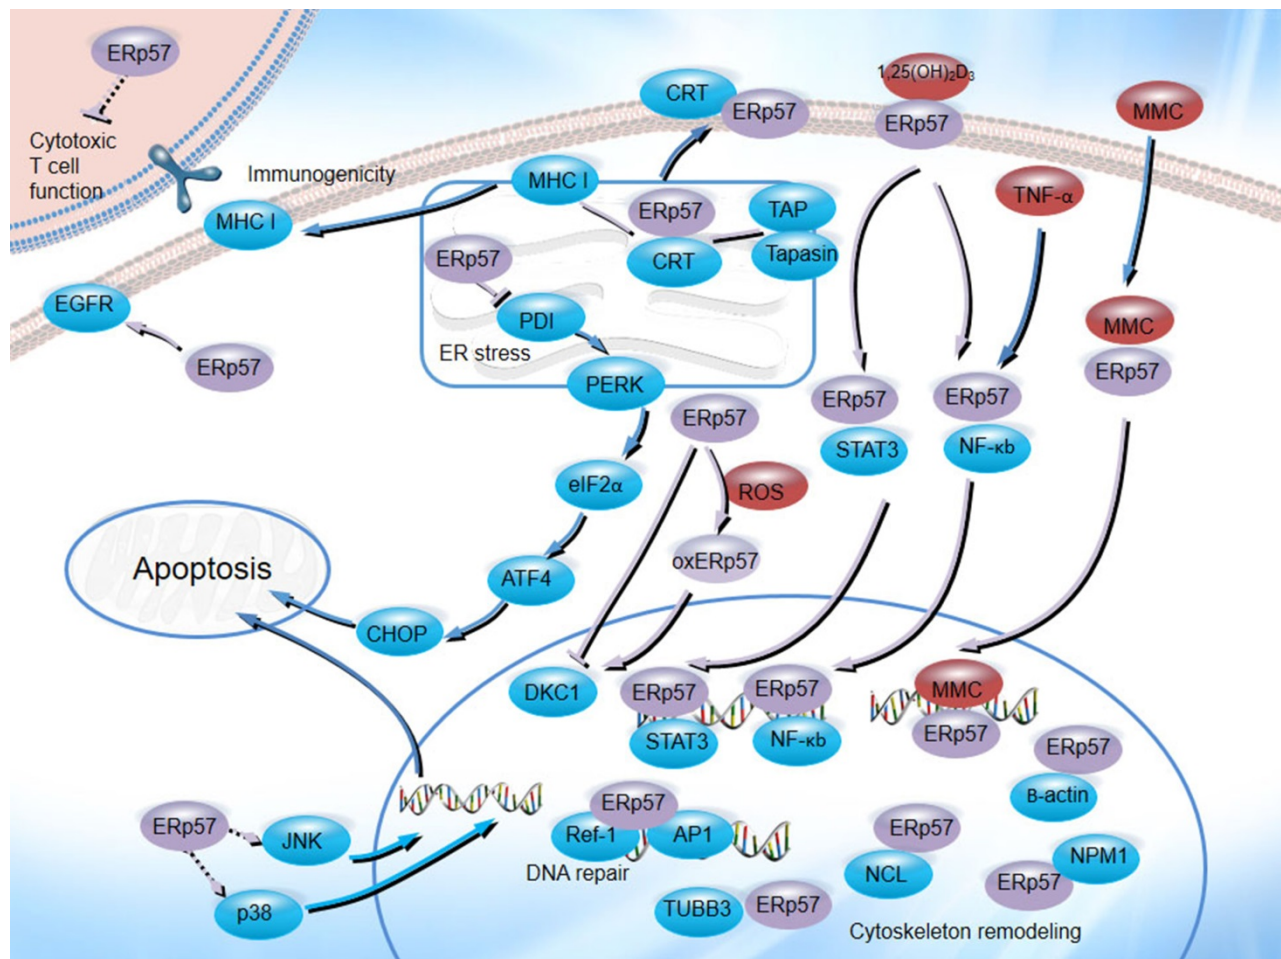 ERp57
Cytotoxic
T cell
function
Immunogenicity
MHC I
EGFR
ERp57
CRT
ERp57
1,25(OH)₂D₃
ERp57
MMC
MHC I
ERp57
TAP
CRT
Tapasin
ERp57
PDI
ER stress
PERK
TNF-α
MMC
ERp57
ERp57
STAT3
ERp57
NF-κb
ERp57
ROS
oxERp57
eIF2α
ATF4
CHOP
Apoptosis
DKC1
ERp57
STAT3
ERp57
NF-κb
MMC
ERp57
ERp57
B-actin
ERp57
JNK
p38
ERp57
Ref-1
AP1
DNA repair
ERp57
NCL
NPM1
ERp57
TUBB3
ERp57
Cytoskeleton remodeling